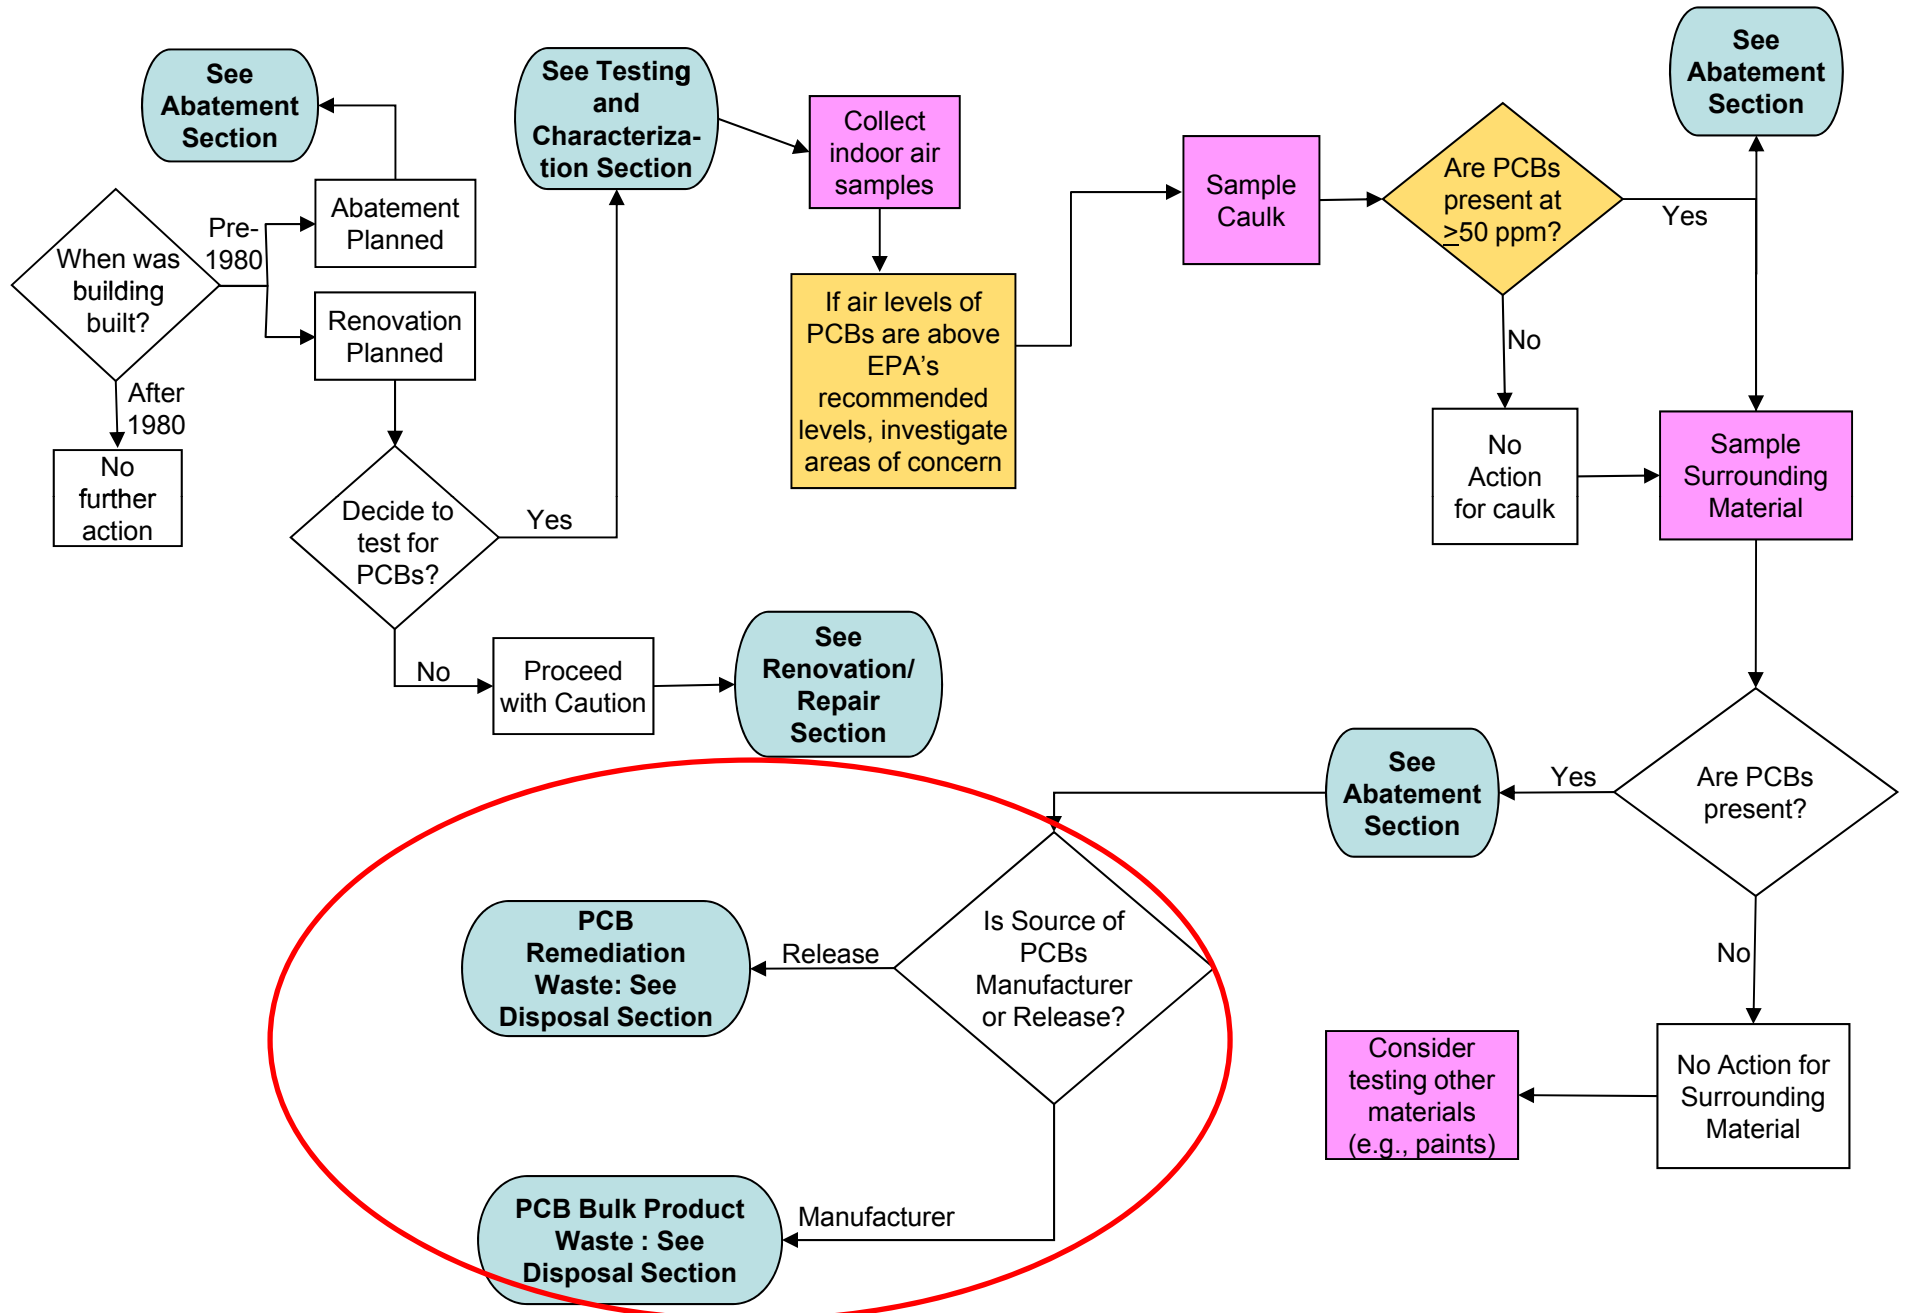 See
Abatement
Section
See Testing
and
Characteriza-
tion Section
Collect
indoor air
samples
Sample
Caulk
Are PCBs
present at
≥50 ppm?
Yes
See
Abatement
Section
When was
building
built?
Pre-
1980
Abatement
Planned
Renovation
Planned
After
1980
No
further
action
Decide to
test for
PCBs?
Yes
No
Proceed
with Caution
See
Renovation/
Repair
Section
If air levels of
PCBs are above
EPA’s
recommended
levels, investigate
areas of concern
No
No
Action
for caulk
Sample
Surrounding
Material
Are PCBs
present?
Yes
See
Abatement
Section
No
No Action for
Surrounding
Material
Consider
testing other
materials
(e.g., paints)
Is Source of
PCBs
Manufacturer
or Release?
Release
PCB
Remediation
Waste: See
Disposal Section
Manufacturer
PCB Bulk Product
Waste : See
Disposal Section